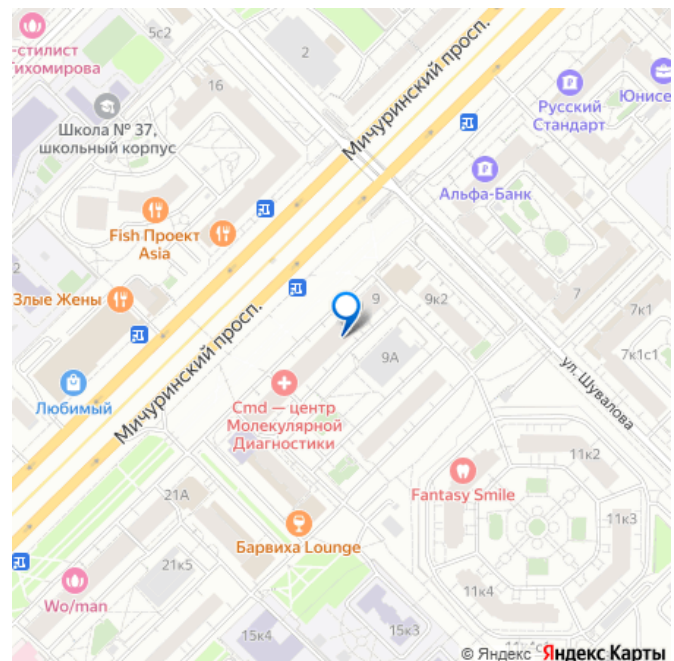 5с2
-стилист
ихомирова
2
16
Мичуринский просп.
Русский
Стандарт
Юнисе
Школа № 37,
школьный корпус
Альфа-Банк
Fish Проект
Asia
2
Злые Жены
9
9к2
7
7к1
7к1с1
9А
ул. Шувалова
Любимый
Мичуринский просп.
Cmd — центр
Молекулярной
Диагностики
11к2
Fantasy Smile
21А
11к3
Барвиха Lounge
21к5
11к4
Wo/man
15к4
15к3
© Яндекс Яндекс Карты